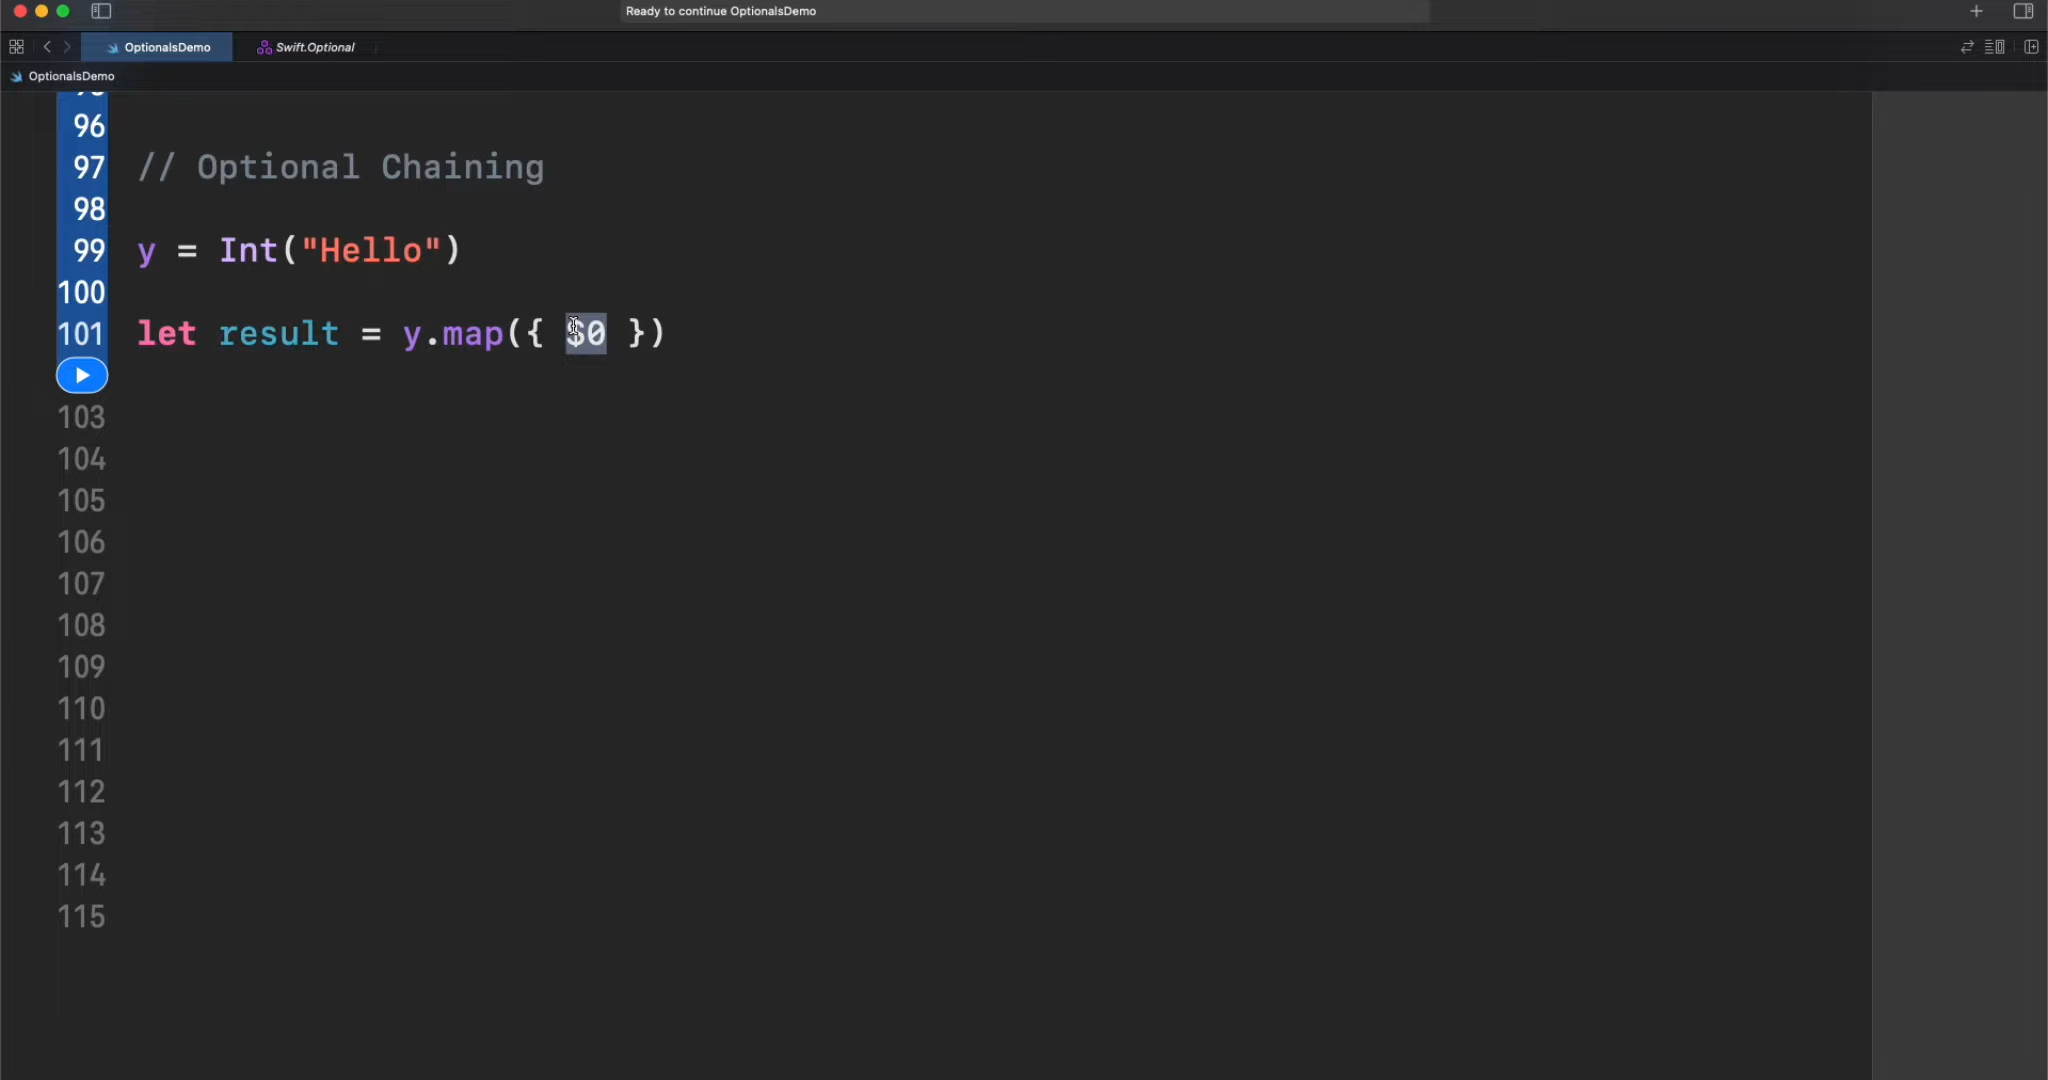 Ready to continue OptionalsDemo
OptionalsDemo
Swift.Optional
OptionalsDemo
96
97 // Optional Chaining
98
99 y = Int("Hello")
100
101 let result = y.map({ $0 })
103
104
105
106
107
108
109
110
111
112
113
114
115